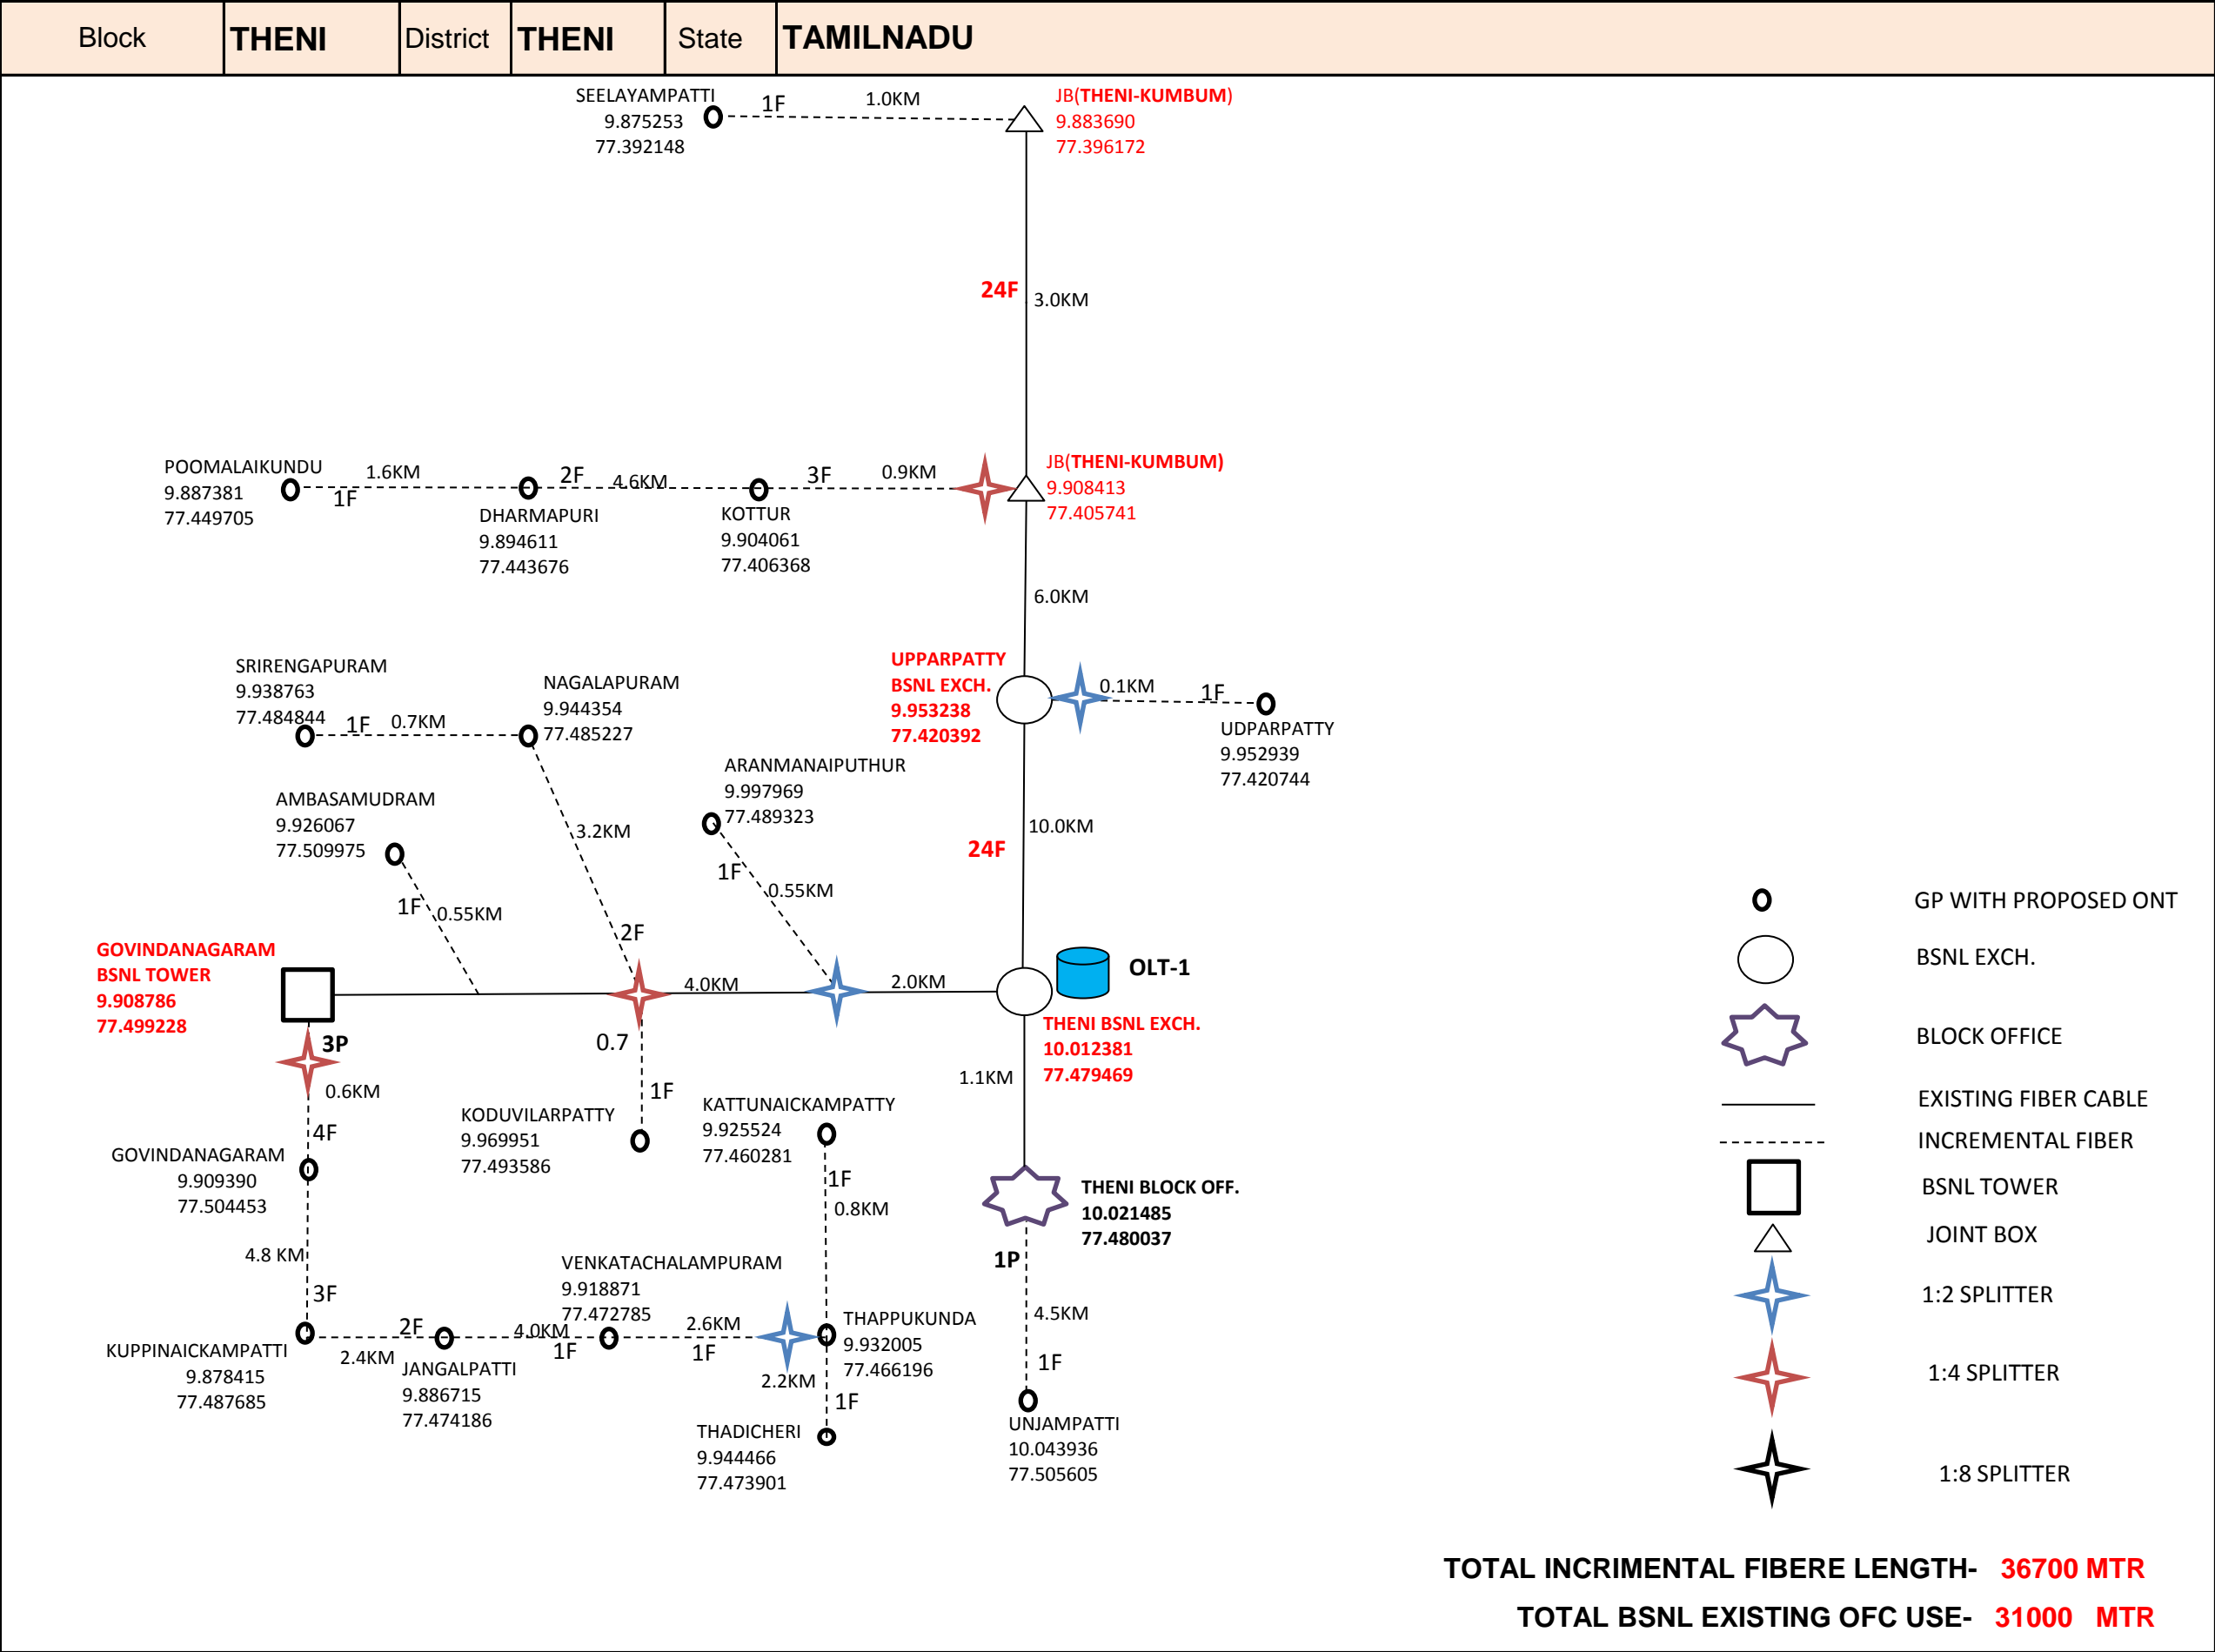 Block THENI District THENI State TAMILNADU
SEELAYAMPATTI
9.875253
77.392148
1F
1.0KM
JB(THENI-KUMBUM)
9.883690
77.396172
24F
3.0KM
POOMALAIKUNDU
9.887381
77.449705
1.6KM
1F
2F
4.6KM
DHARMAPURI
9.894611
77.443676
3F
0.9KM
KOTTUR
9.904061
77.406368
JB(THENI-KUMBUM)
9.908413
77.405741
6.0KM
SRIRENGAPURAM
9.938763
77.484844
1F
0.7KM
NAGALAPURAM
9.944354
77.485227
UPPARPATTY
BSNL EXCH.
9.953238
77.420392
0.1KM
1F
UDPARPATTY
9.952939
77.420744
AMBASAMUDRAM
9.926067
77.509975
1F
0.55KM
3.2KM
2F
ARANMANAIPUTHUR
9.997969
77.489323
1F
0.55KM
10.0KM
24F
GOVINDANAGARAM
BSNL TOWER
9.908786
77.499228
4.0KM
2.0KM
OLT-1
THENI BSNL EXCH.
10.012381
77.479469
3P
0.6KM
4F
0.7
1F
1.1KM
KODUVILARPATTY
9.969951
77.493586
KATTUNAICKAMPATTY
9.925524
77.460281
1F
0.8KM
GOVINDANAGARAM
9.909390
77.504453
4.8 KM
3F
THENI BLOCK OFF.
10.021485
77.480037
1P
4.5KM
1F
VENKATACHALAMPURAM
9.918871
77.472785
KUPPINAICKAMPATTI
9.878415
77.487685
2F
2.4KM
JANGALPATTI
9.886715
77.474186
4.0KM
1F
2.6KM
1F
THAPPUKUNDA
9.932005
77.466196
2.2KM
1F
THADICHERI
9.944466
77.473901
UNJAMPATTI
10.043936
77.505605
GP WITH PROPOSED ONT
BSNL EXCH.
BLOCK OFFICE
EXISTING FIBER CABLE
INCREMENTAL FIBER
BSNL TOWER
JOINT BOX
1:2 SPLITTER
1:4 SPLITTER
1:8 SPLITTER
TOTAL INCRIMENTAL FIBERE LENGTH- 36700 MTR
TOTAL BSNL EXISTING OFC USE- 31000 MTR